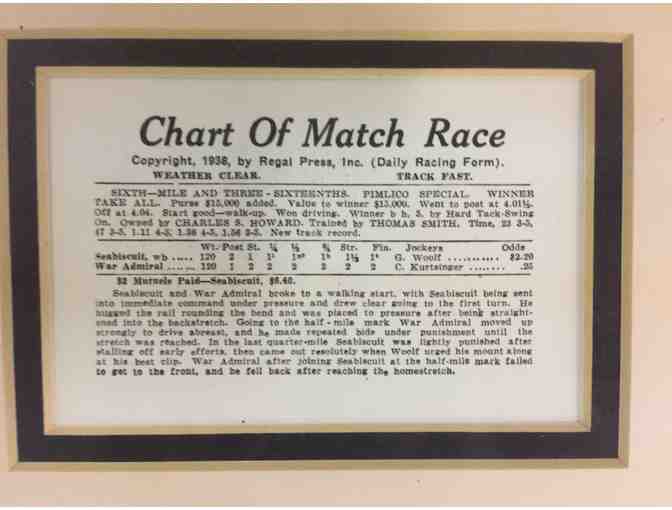 Chart Of Match Race
Copyright, 1938, by Regal Press, Inc. (Daily Racing Form).
WEATHER CLEAR. TRACK FAST.
SIXTH—MILE AND THREE-SIXTEENTHS. PIMLICO SPECIAL. WINNER
TAKE ALL. Purse $15,000 added. Value to winner $15,000. Went to post at 4.01½.
Off at 4.04. Start good—walk-up. Won driving. Winner b h, 5, by Hard Tack-Swing
On. Owned by CHARLES S. HOWARD. Trained by THOMAS SMITH. Time, 23 3-5,
47 3-5, 1.11 4-5, 1.36 4-5, 1.56 3-5. New track record.
Wt. Post St. ¼ ½ ¾ Str. Fin. Jockeys Odds
Seabiscuit, wb ..... 120 2 1 1¹ G. Woolf ........... $2.20
War Admiral ...... 120 1 2 2 2 2 2 2 C. Kurtsinger ........ .25
$2 Mutuels Paid—Seabiscuit, $6.40.
Seabiscuit and War Admiral broke to a walking start, with Seabiscuit being sent
into immediate command under pressure and drew clear going to the first turn. He
hugged the rail rounding the bend and was placed to pressure after being straight-
ened into the backstretch. Going to the half-mile mark War Admiral moved up
strongly to drive abreast, and he made repeated bids under punishment until the
stretch was reached. In the last quarter-mile Seabiscuit was lightly punished after
stalling off early efforts, then came out resolutely when Woolf urged his mount along
at his best clip. War Admiral after joining Seabiscuit at the half-mile mark failed
to get to the front, and he fell back after reaching the homestretch.